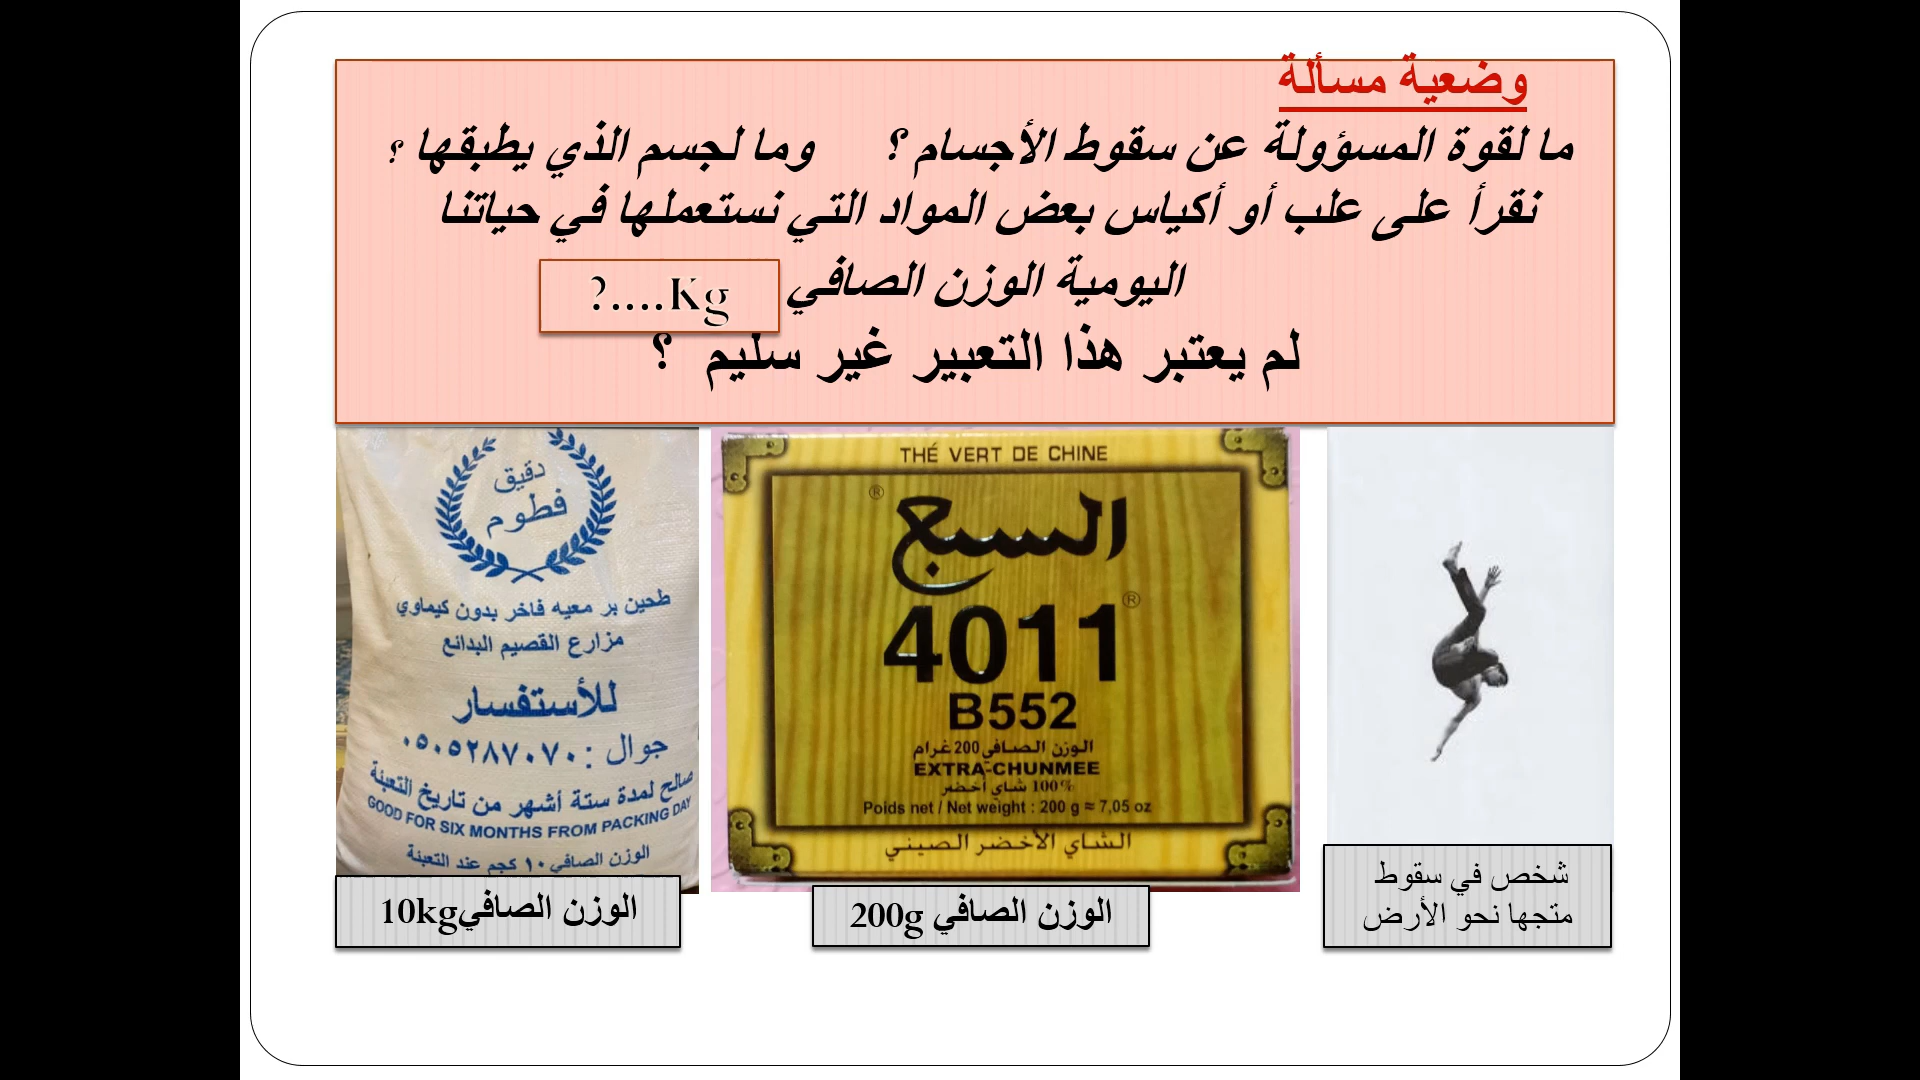 وضعية مسألة
ما لقوة المسؤولة عن سقوط الأجسام ؟ وما لجسم الذي يطبقها ؟
نقرأ على علب أو أكياس بعض المواد التي نستعملها في حياتنا
اليومية الوزن الصافي
?....Kg
لم يعتبر هذا التعبير غير سليم ؟
دقيق
فطوم
طحين بر معيه فاخر بدون كيماوي
مزارع القصيم البدائع
للأستفسار
جوال : ٠٥٠٥٢٨٧٠٧٠
صالح لمدة ستة أشهر من تاريخ التعبئة
GOOD FOR SIX MONTHS FROM PACKING DAY
الوزن الصافي ١٠ كجم عند التعبئة
الوزن الصافي10kg
THÉ VERT DE CHINE
السبع ®
4011 ®
B552
الوزن الصافي 200 غرام
EXTRA-CHUNMEE
100% شاي أخضر
Poids net / Net weight : 200 g ≈ 7,05 oz
الشاي الأخضر الصيني
الوزن الصافي 200g
شخص في سقوط
متجها نحو الأرض